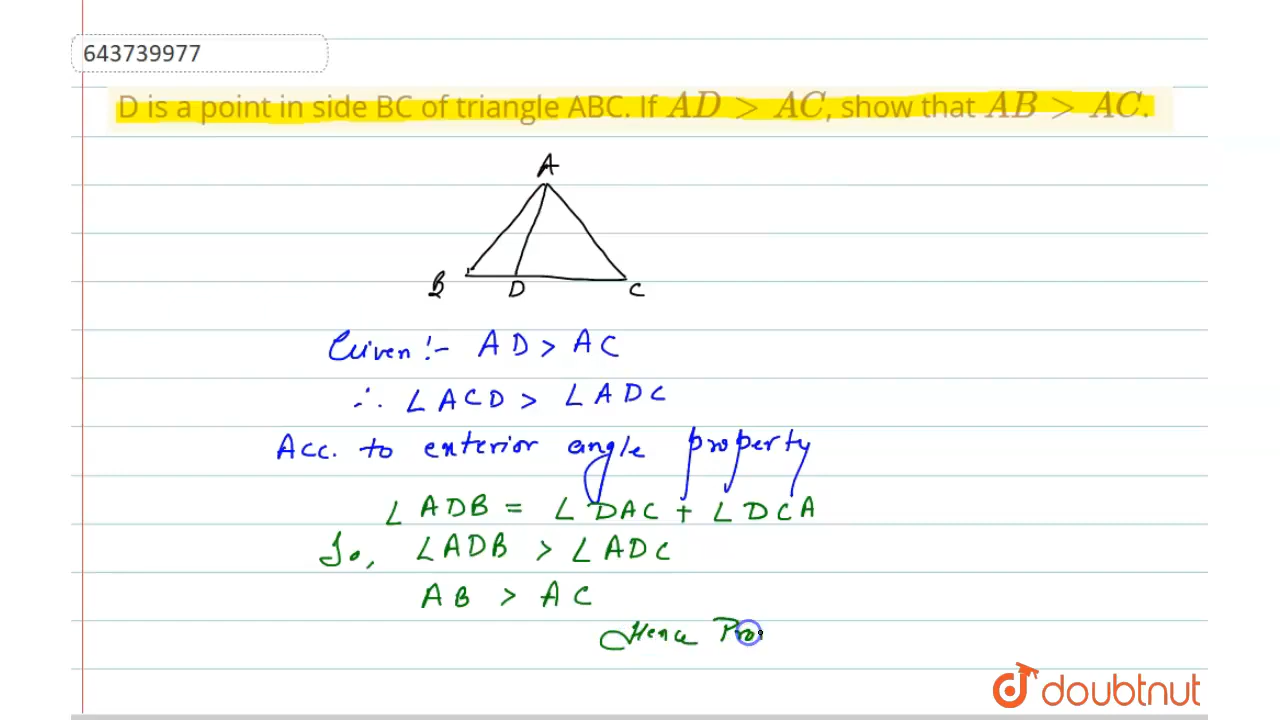 643739977
D is a point in side BC of triangle ABC. If AD > AC, show that AB > AC.
A
B D C
Given :- AD > AC
∴ ∠ACD > ∠ADC
Acc. to exterior angle property
∠ADB = ∠DAC + ∠DCA
So, ∠ADB > ∠ADC
AB > AC
Hence Pro
doubtnut